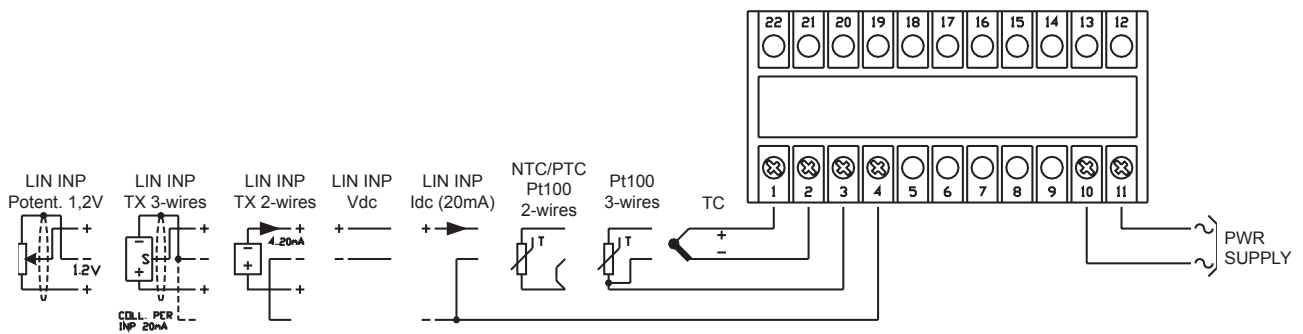 22 21 20 19 18 17 16 15 14 13 12
1 2 3 4 5 6 7 8 9 10 11
LIN INP
Potent. 1,2V
LIN INP
TX 3-wires
LIN INP
TX 2-wires
LIN INP
Vdc
LIN INP
Idc (20mA)
NTC/PTC
Pt100
2-wires
Pt100
3-wires
TC
+
-
1.2V
+
-
S
+
+
-
+
COLL. PER
INP 20mA
-
+
+
4..20mA
-
+
-
+
-
+
-
T
T
+
-
PWR
SUPPLY